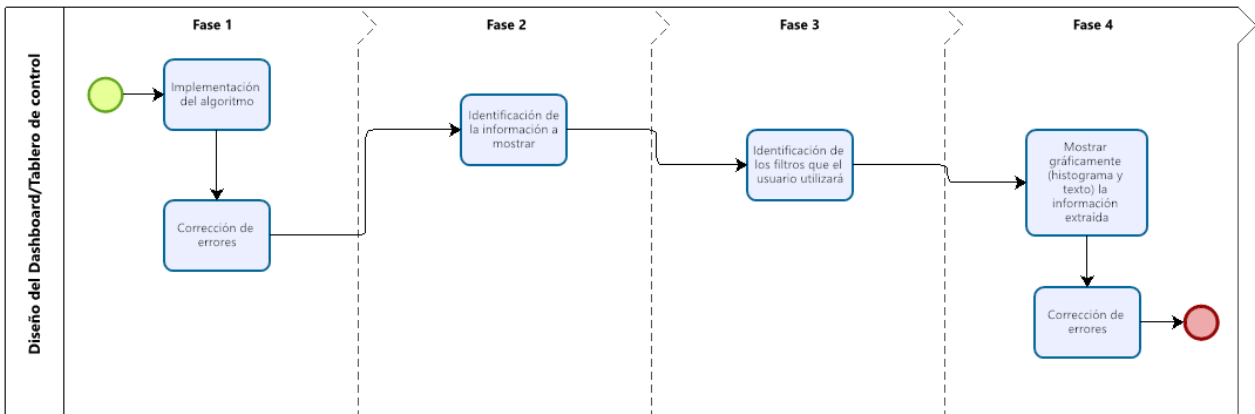 Diseño del Dashboard/Tablero de control
Fase 1
Fase 2
Fase 3
Fase 4
Implementación
del algoritmo
Corrección de
errores
Identificación de
la información a
mostrar
Identificación de
los filtros que el
usuario utilizará
Mostrar
gráficamente
(histograma y
texto) la
información
extraída
Corrección de
errores